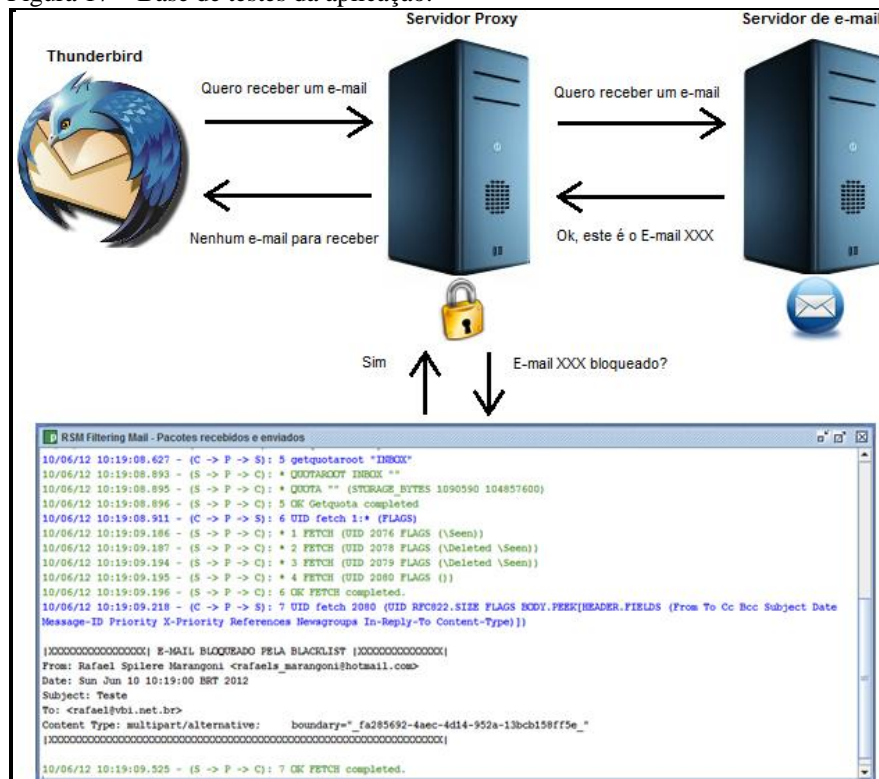 Figura 17 – Base de testes da aplicação.
Servidor Proxy
Servidor de e-mail
Thunderbird
Quero receber um e-mail
Quero receber um e-mail
Nenhum e-mail para receber
Ok, este é o E-mail XXX
Sim
E-mail XXX bloqueado?
RSM Filtering Mail - Pacotes recebidos e enviados
10/06/12 10:19:08.627 - (C -> P -> S): 5 getquotaroot "INBOX"
10/06/12 10:19:08.893 - (S -> P -> C): * QUOTAROOT INBOX ""
10/06/12 10:19:08.895 - (S -> P -> C): * QUOTA "" (STORAGE_BYTES 1090590 104857600)
10/06/12 10:19:08.896 - (S -> P -> C): 5 OK Getquota completed
10/06/12 10:19:08.911 - (C -> P -> S): 6 UID fetch 1:* (FLAGS)
10/06/12 10:19:09.186 - (S -> P -> C): * 1 FETCH (UID 2076 FLAGS (\Seen))
10/06/12 10:19:09.187 - (S -> P -> C): * 2 FETCH (UID 2078 FLAGS (\Deleted \Seen))
10/06/12 10:19:09.194 - (S -> P -> C): * 3 FETCH (UID 2079 FLAGS (\Deleted \Seen))
10/06/12 10:19:09.195 - (S -> P -> C): * 4 FETCH (UID 2080 FLAGS ())
10/06/12 10:19:09.196 - (S -> P -> C): 6 OK FETCH completed.
10/06/12 10:19:09.218 - (C -> P -> S): 7 UID fetch 2080 (UID RFC822.SIZE FLAGS BODY.PEEK[HEADER.FIELDS (From To Cc Bcc Subject Date
Message-ID Priority X-Priority References Newsgroups In-Reply-To Content-Type)])
|XXXXXXXXXXXXXXXX| E-MAIL BLOQUEADO PELA BLACKLIST |XXXXXXXXXXXXXX|
From: Rafael Spilere Marangoni <rafaels_marangoni@hotmail.com>
Date: Sun Jun 10 10:19:00 BRT 2012
Subject: Teste
To: <rafael@vbi.net.br>
Content Type: multipart/alternative; boundary="_fa285692-4aec-4d14-952a-13bcb158ff5e_"
|XXXXXXXXXXXXXXXXXXXXXXXXXXXXXXXXXXXXXXXXXXXXXXXXXXXXXXXXXXXXXXXXX|
10/06/12 10:19:09.525 - (S -> P -> C): 7 OK FETCH completed.